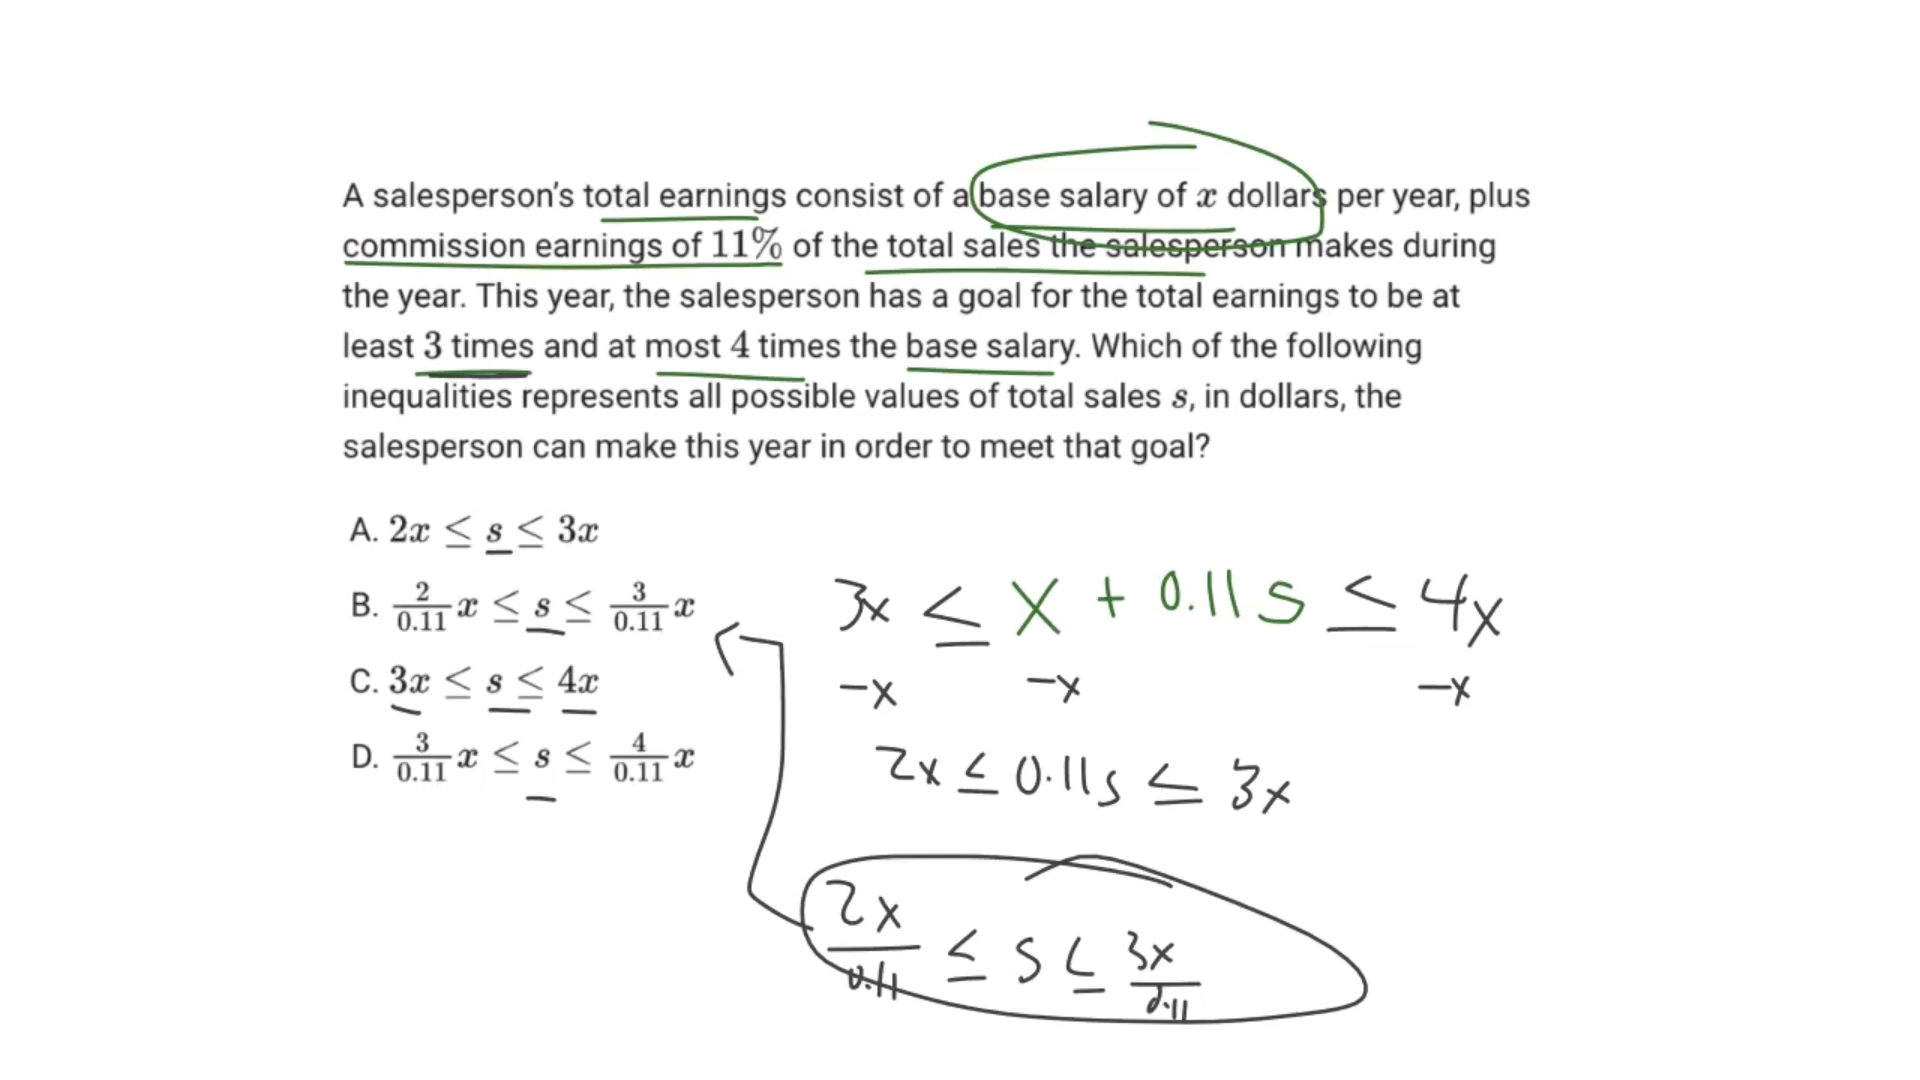 A salesperson's total earnings consist of a base salary of x dollars per year, plus
commission earnings of 11% of the total sales the salesperson makes during
the year. This year, the salesperson has a goal for the total earnings to be at
least 3 times and at most 4 times the base salary. Which of the following
inequalities represents all possible values of total sales s, in dollars, the
salesperson can make this year in order to meet that goal?
A. 2x ≤ s ≤ 3x
B. 2/0.11 x ≤ s ≤ 3/0.11 x
C. 3x ≤ s ≤ 4x
D. 3/0.11 x ≤ s ≤ 4/0.11 x
3x ≤ x + 0.11s ≤ 4x
-x -x -x
2x ≤ 0.11s ≤ 3x
2x/0.11 ≤ s ≤ 3x/0.11